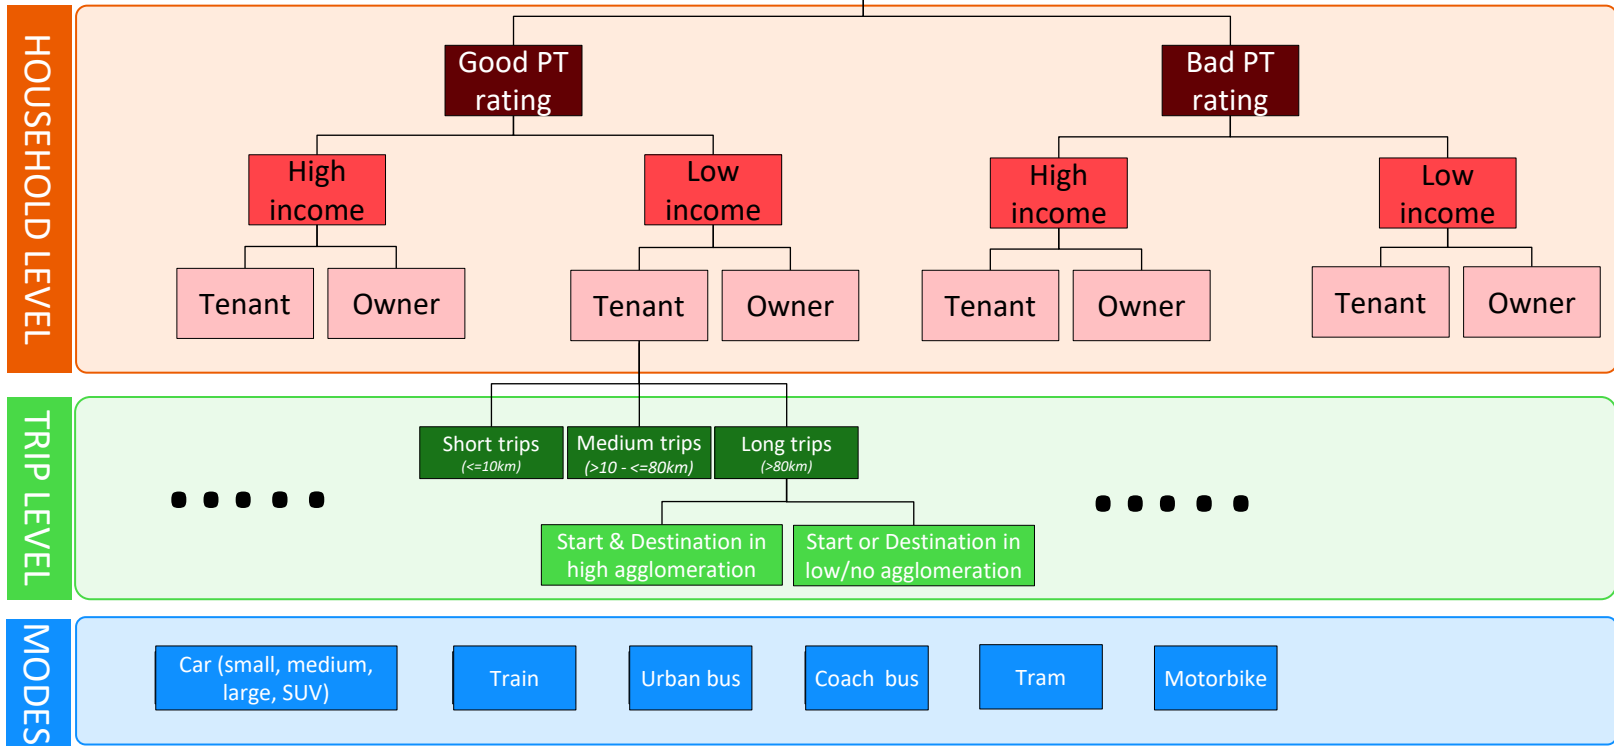 HOUSEHOLD LEVEL
Good PT
rating
Bad PT
rating
High
income
Low
income
High
income
Low
income
Tenant
Owner
Tenant
Owner
Tenant
Owner
Tenant
Owner
TRIP LEVEL
Short trips
(<=10km)
Medium trips
(>10 - <=80km)
Long trips
(>80km)
Start & Destination in
high agglomeration
Start or Destination in
low/no agglomeration
MODES
Car (small, medium,
large, SUV)
Train
Urban bus
Coach bus
Tram
Motorbike